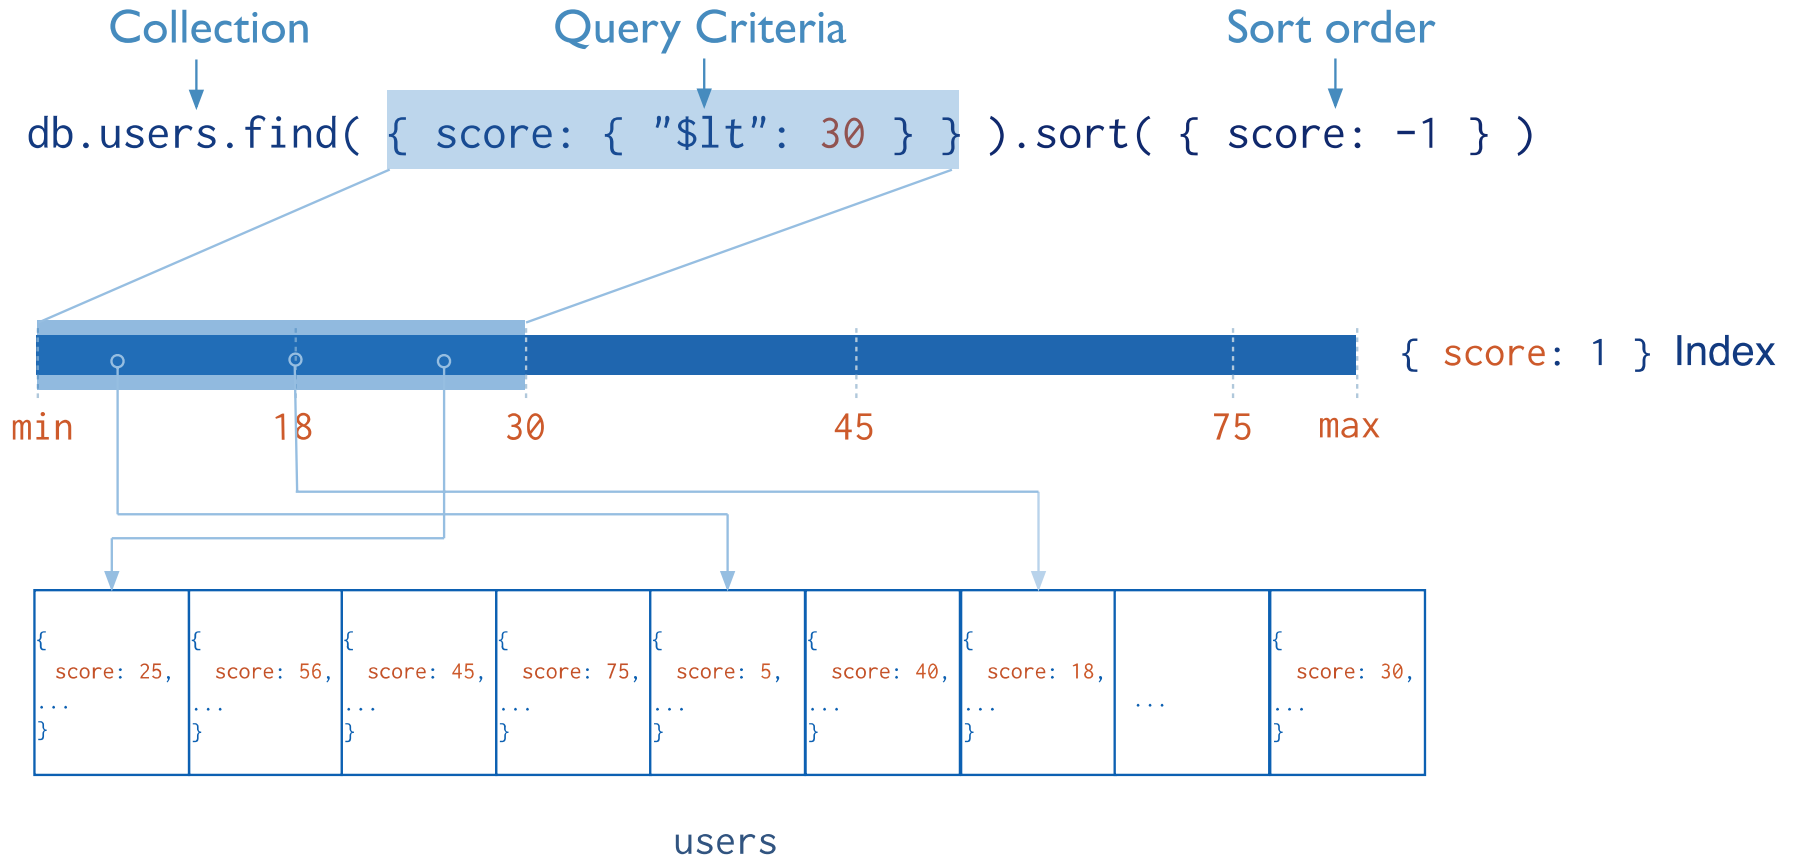 Collection Query Criteria Sort order
db.users.find( { score: { "$lt": 30 } } ).sort( { score: -1 } )
{ score: 1 } Index
min 18 30 45 75 max
{ { { { { { { {
score: 25, score: 56, score: 45, score: 75, score: 5, score: 40, score: 18, score: 30,
... ... ... ... ... ... ... ... ...
} } } } } } } }
users